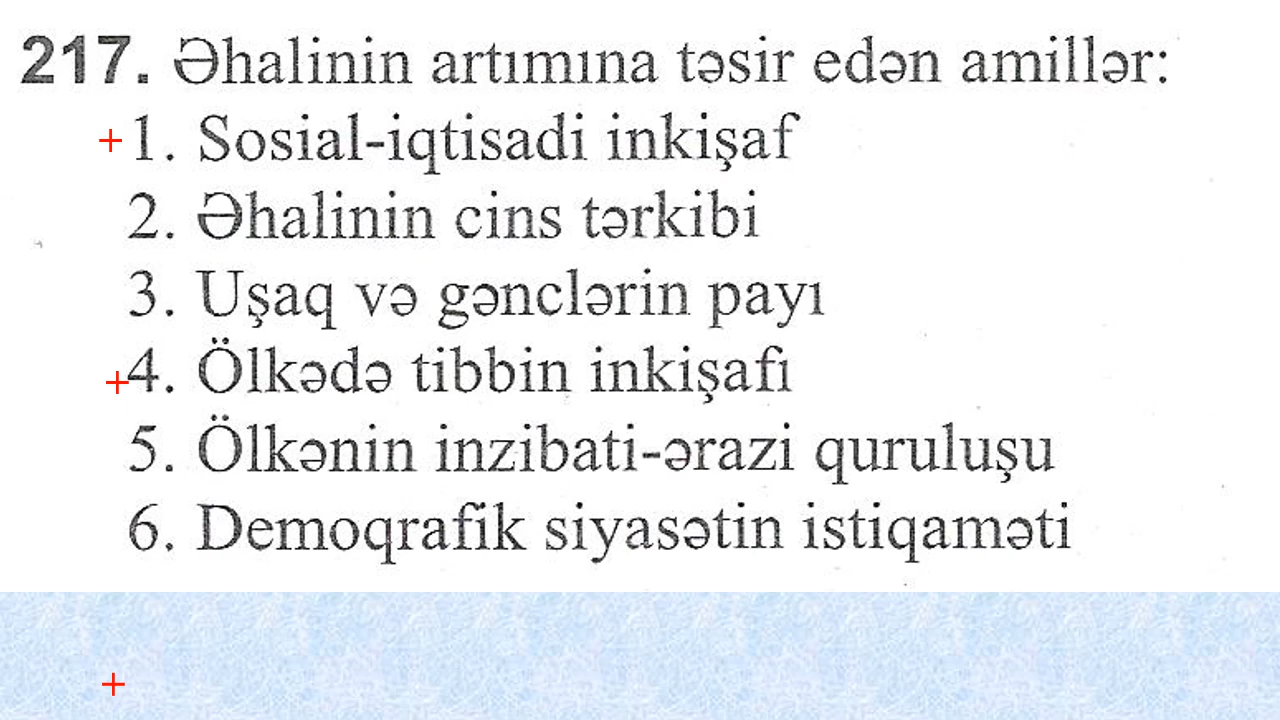 217. Əhalinin artımına təsir edən amillər:
+ 1. Sosial-iqtisadi inkişaf
2. Əhalinin cins tərkibi
3. Uşaq və gənclərin payı
+ 4. Ölkədə tibbin inkişafı
5. Ölkənin inzibati-ərazi quruluşu
6. Demoqrafik siyasətin istiqaməti
+